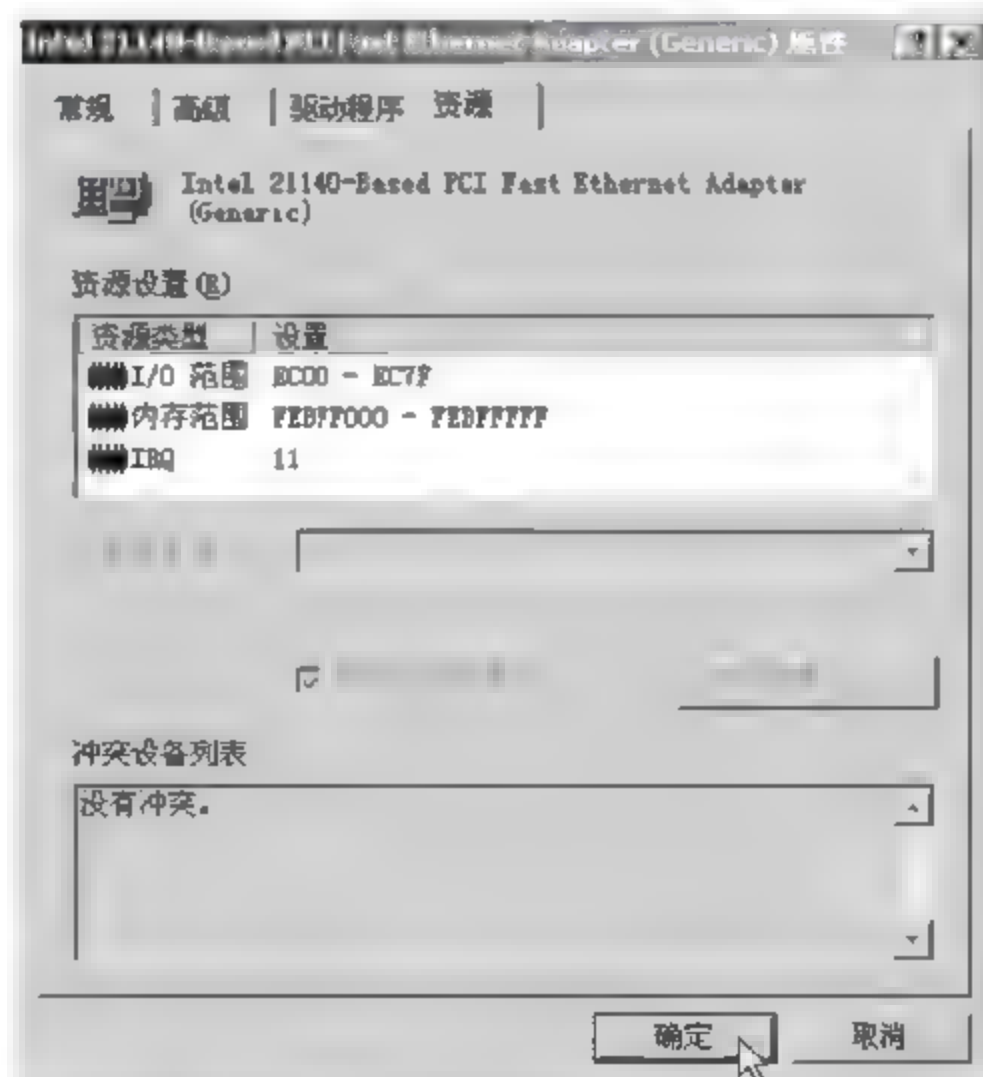 Intel 21140-Based PCI Fast Ethernet Adapter (Generic) 属性
常规 高级 驱动程序 资源
Intel 21140-Based PCI Fast Ethernet Adapter
(Generic)
资源设置(R)
资源类型 设置
I/O 范围 EC00 - EC7F
内存范围 FEBFF000 - FEBFFFFF
IRQ 11
冲突设备列表
没有冲突。
确定 取消